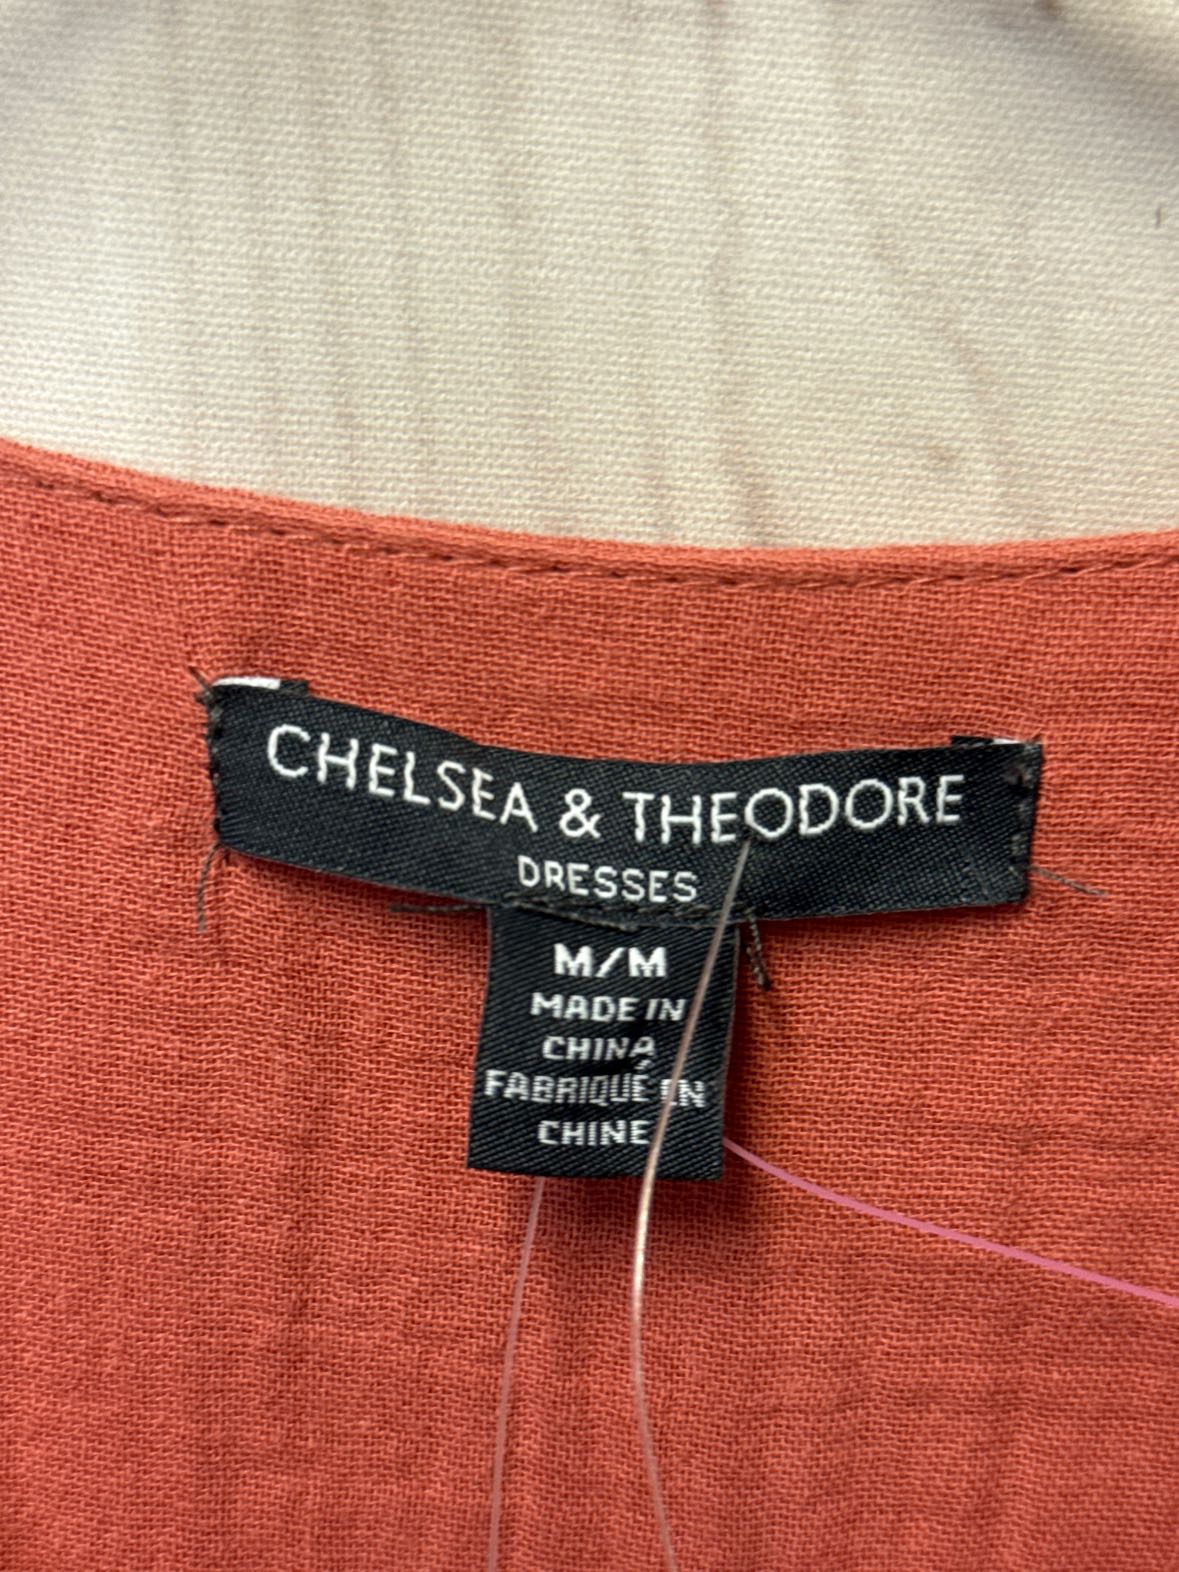 CHELSEA & THEODORE
DRESSES
M/M
MADE IN
CHINA
FABRIQUÉ EN
CHINE